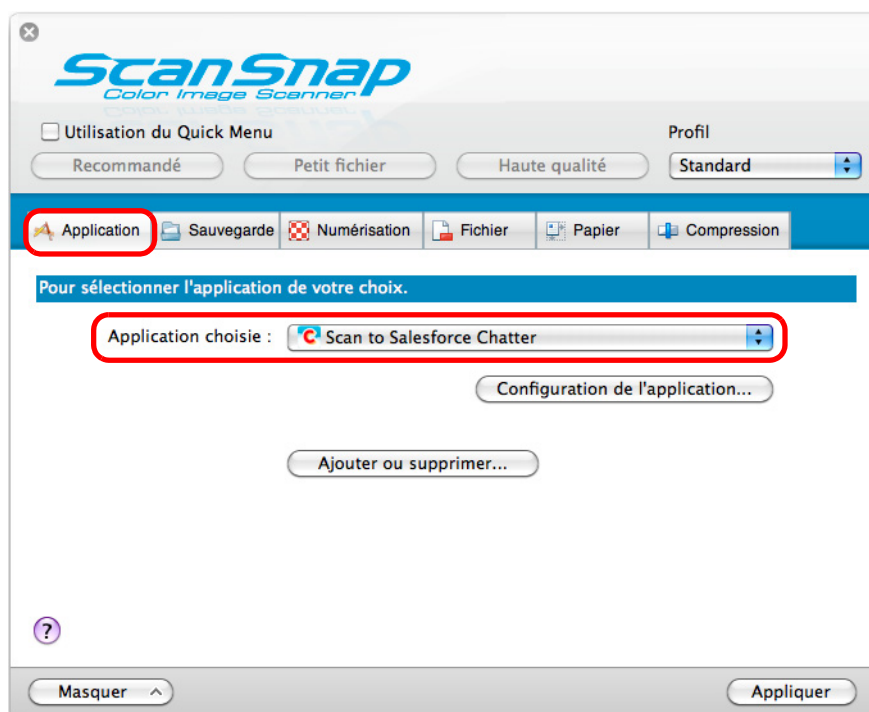 ScanSnap
Color Image Scanner
Utilisation du Quick Menu
Profil
Recommandé Petit fichier Haute qualité Standard
Application Sauvegarde Numérisation Fichier Papier Compression
Pour sélectionner l'application de votre choix.
Application choisie : C Scan to Salesforce Chatter
Configuration de l'application...
Ajouter ou supprimer...
?
Masquer Appliquer